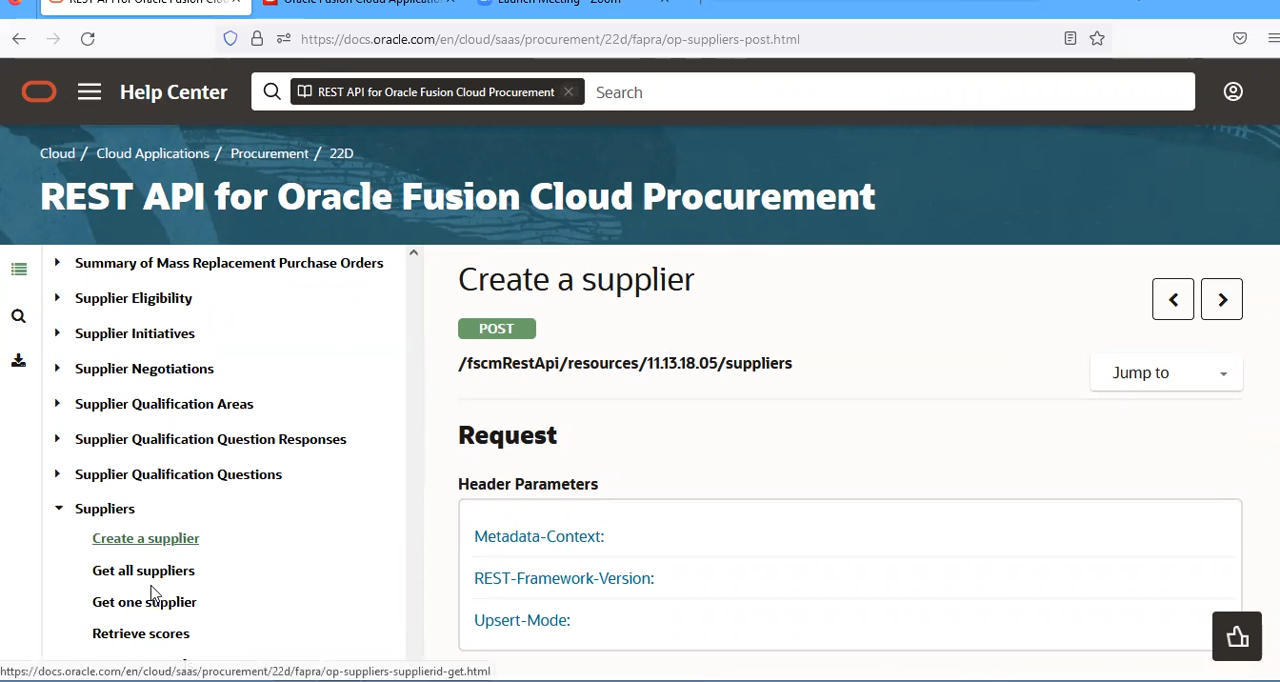 REST API for Oracle Fusion Clou
Oracle Fusion Cloud Application
Launch Meeting - Zoom
https://docs.oracle.com/en/cloud/saas/procurement/22d/fapra/op-suppliers-post.html
Help Center
REST API for Oracle Fusion Cloud Procurement
Search
Cloud / Cloud Applications / Procurement / 22D
REST API for Oracle Fusion Cloud Procurement
Summary of Mass Replacement Purchase Orders
Supplier Eligibility
Supplier Initiatives
Supplier Negotiations
Supplier Qualification Areas
Supplier Qualification Question Responses
Supplier Qualification Questions
Suppliers
Create a supplier
Get all suppliers
Get one supplier
Retrieve scores
Create a supplier
POST
/fscmRestApi/resources/11.13.18.05/suppliers
Jump to
Request
Header Parameters
Metadata-Context:
REST-Framework-Version:
Upsert-Mode:
https://docs.oracle.com/en/cloud/saas/procurement/22d/fapra/op-suppliers-supplierid-get.html